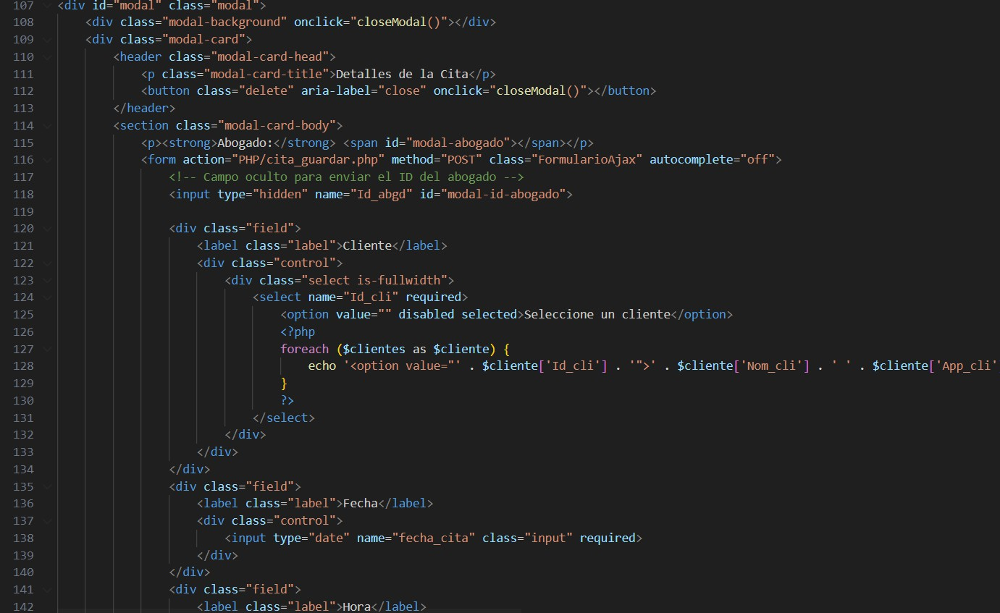 107 <div id="modal" class="modal">
108 <div class="modal-background" onclick="closeModal()"></div>
109 <div class="modal-card">
110 <header class="modal-card-head">
111 <p class="modal-card-title">Detalles de la Cita</p>
112 <button class="delete" aria-label="close" onclick="closeModal()"></button>
113 </header>
114 <section class="modal-card-body">
115 <p><strong>Abogado:</strong> <span id="modal-abogado"></span></p>
116 <form action="PHP/cita_guardar.php" method="POST" class="FormularioAjax" autocomplete="off">
117 <!-- Campo oculto para enviar el ID del abogado -->
118 <input type="hidden" name="Id_abgd" id="modal-id-abogado">
119
120 <div class="field">
121 <label class="label">Cliente</label>
122 <div class="control">
123 <div class="select is-fullwidth">
124 <select name="Id_cli" required>
125 <option value="" disabled selected>Seleccione un cliente</option>
126 <?php
127 foreach ($clientes as $cliente) {
128 echo '<option value="' . $cliente['Id_cli'] . '">' . $cliente['Nom_cli'] . ' ' . $cliente['App_cli'
129 }
130 ?>
131 </select>
132 </div>
133 </div>
134 </div>
135 <div class="field">
136 <label class="label">Fecha</label>
137 <div class="control">
138 <input type="date" name="fecha_cita" class="input" required>
139 </div>
140 </div>
141 <div class="field">
142 <label class="label">Hora</label>